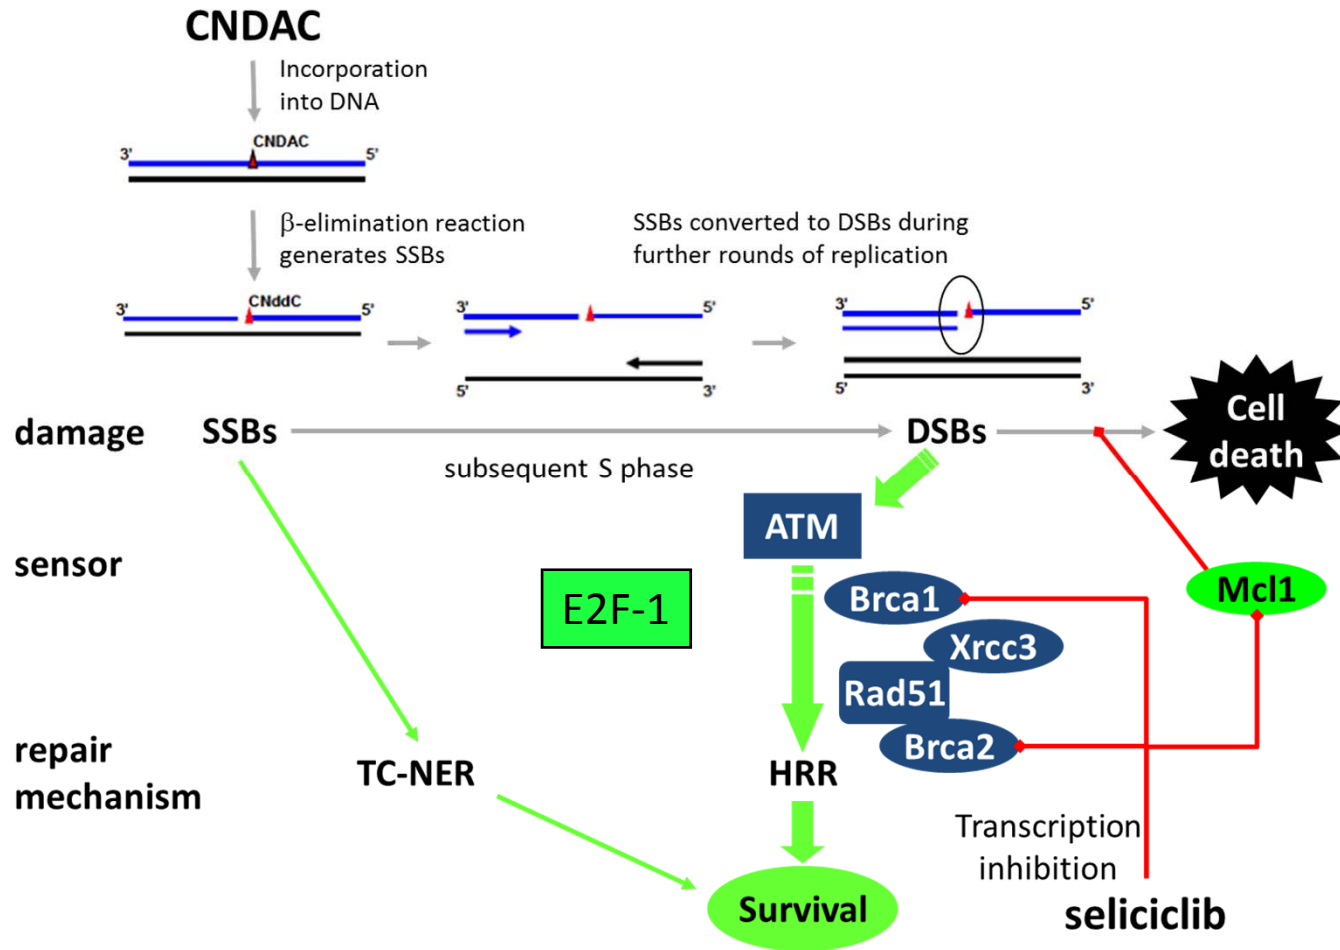 CNDAC
Incorporation
into DNA
CNDAC
3'
5'
β-elimination reaction
generates SSBs
SSBs converted to DSBs during
further rounds of replication
3'
CNddC
5'
3'
5'
5'
3'
3'
5'
5'
3'
damage
SSBs
DSBs
Cell
death
subsequent S phase
ATM
sensor
E2F-1
Brca1
Mcl1
Xrcc3
Rad51
Brca2
repair
mechanism
TC-NER
HRR
Transcription
inhibition
Survival
seliciclib